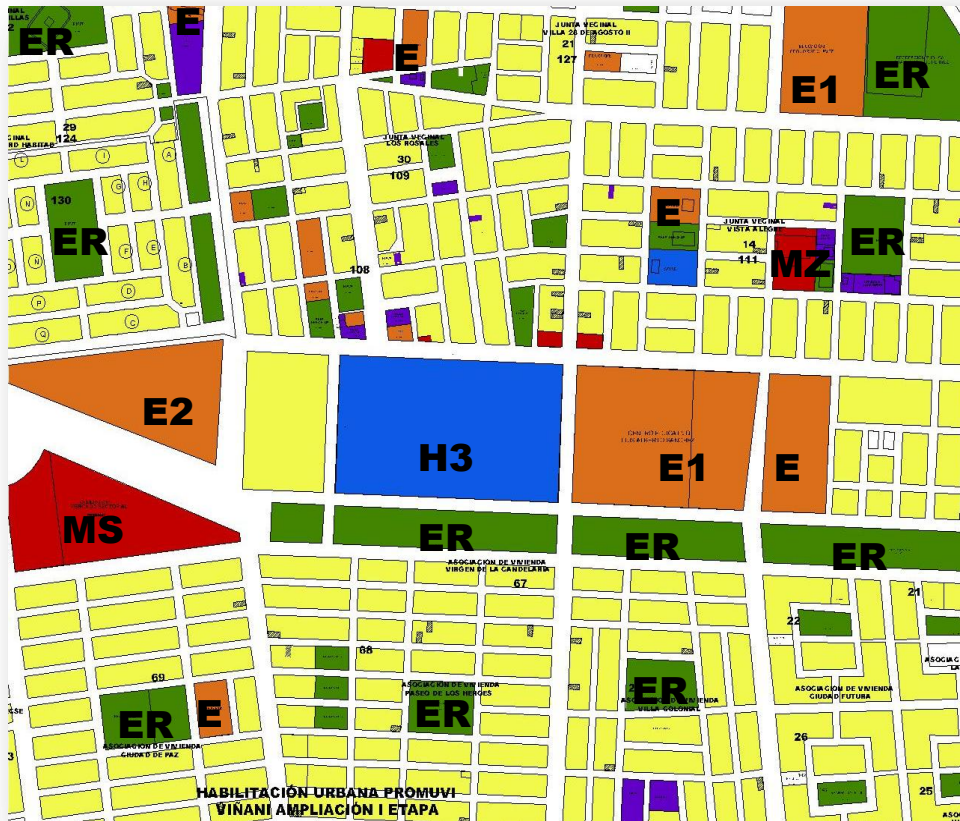 ER
E
E
JUNTA VECINAL
VILLA 28 DE AGOSTO II
21
127
E1
ER
29
124
JUNTA VECINAL
LOS ROSALES
30
109
L
I
A
G
H
N
130
ER
F
E
Ñ
B
D
P
C
Q
108
E
JUNTA VECINAL
VISTA ALEGRE
14
111
MZ
ER
E2
H3
E1
E
MS
ER
ER
ER
ASOCIACIÓN DE VIVIENDA
VIRGEN DE LA CANDELARIA
67
21
22
68
69
ASOCIACIÓN DE VIVIENDA
PASEO DE LOS HEROES
ER
ER
ASOCIACIÓN DE VIVIENDA
VILLA COLONIAL
ASOCIACIÓN DE VIVIENDA
CIUDAD FUTURA
ER
E
ASOCIACIÓN DE VIVIENDA
CIUDAD DE PAZ
26
25
HABILITACIÓN URBANA PROMUVI
VIÑANI AMPLIACIÓN I ETAPA